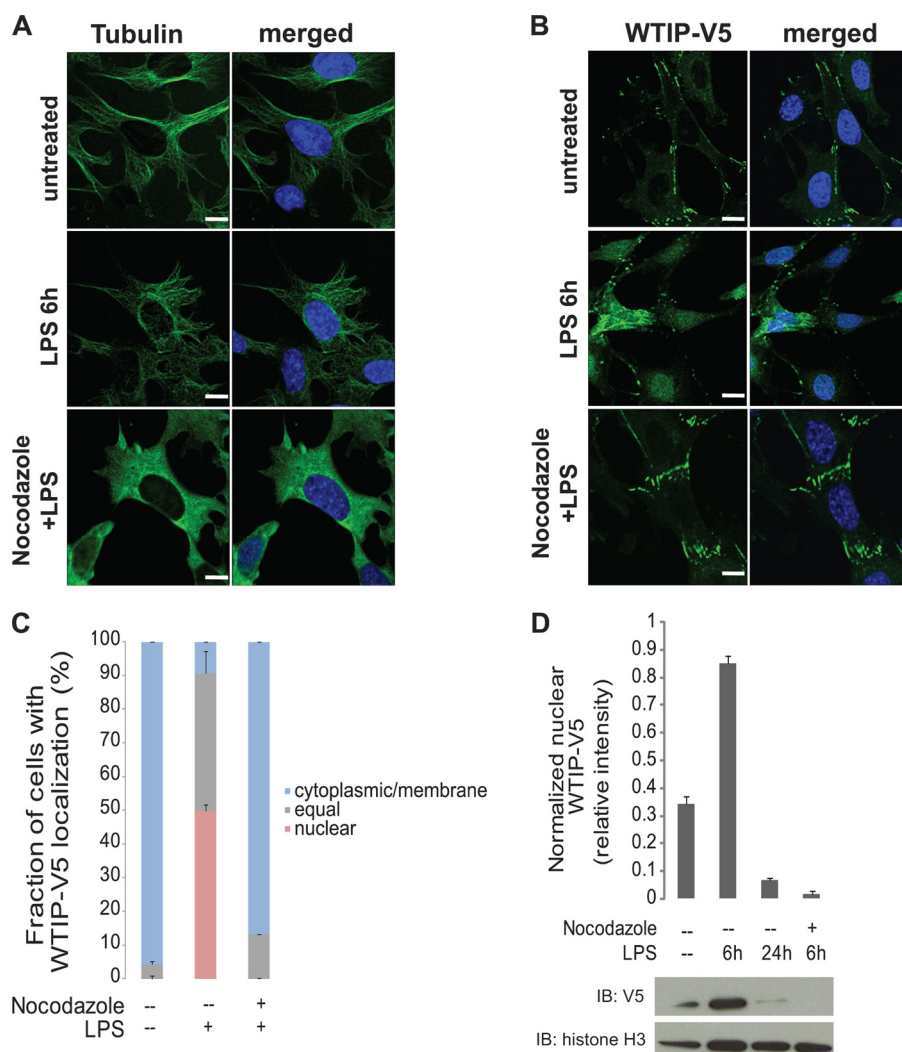 A
Tubulin merged
untreated
LPS 6h
Nocodazole
+LPS
B
WTIP-V5 merged
untreated
LPS 6h
Nocodazole
+LPS
C
Fraction of cells with
WTIP-V5 localization (%)
100
90
80
70
60
50
40
30
20
10
0
cytoplasmic/membrane
equal
nuclear
Nocodazole -- -- +
LPS -- + +
D
Normalized nuclear
WTIP-V5
(relative intensity)
1
0.9
0.8
0.7
0.6
0.5
0.4
0.3
0.2
0.1
0
Nocodazole -- -- -- +
LPS -- 6h 24h 6h
IB: V5
IB: histone H3